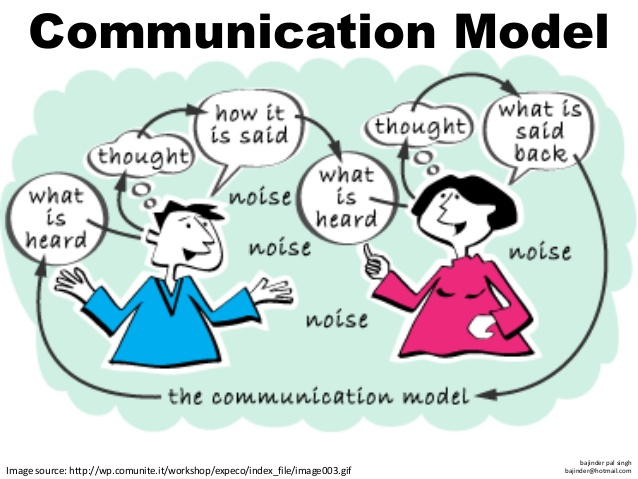 Communication Model
thought
how it
is said
thought
what is
said
back
what
is
heard
what
is
heard
noise
noise
noise
noise
the communication model
Image source: http://wp.comunite.it/workshop/expeco/index_file/image003.gif
bajinder pal singh
bajinder@hotmail.com